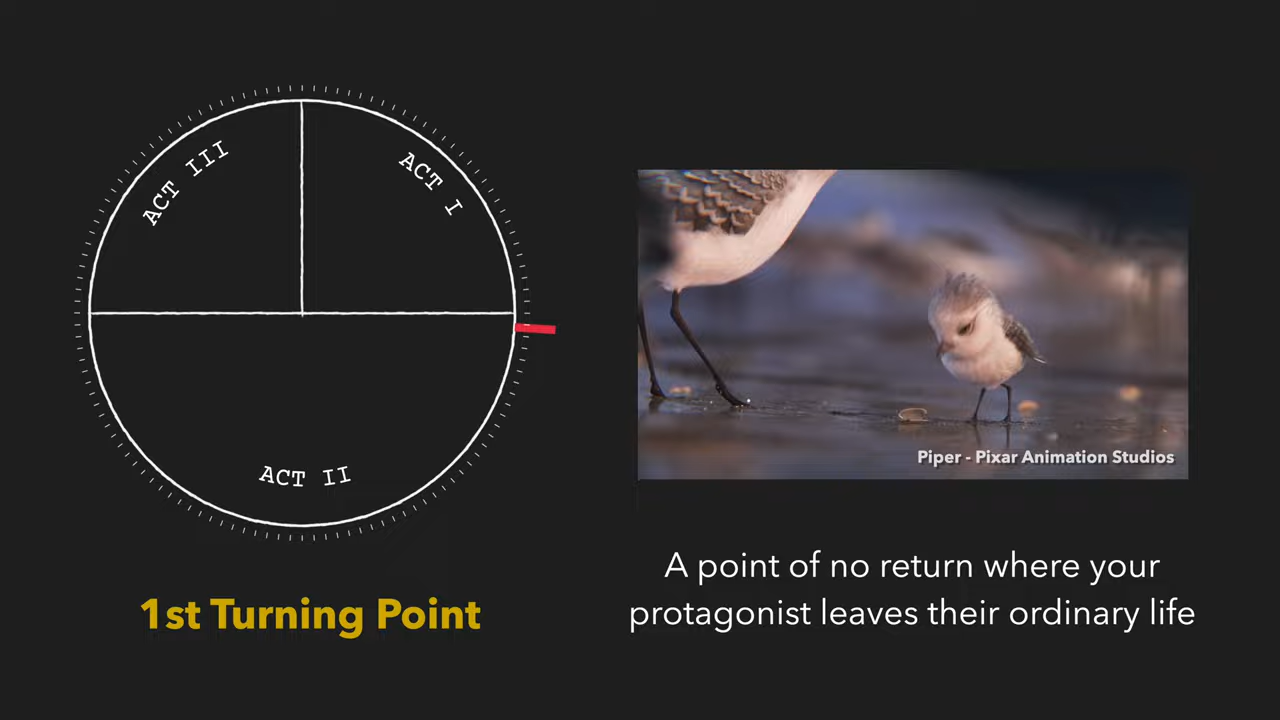 ACT III
ACT I
ACT II
1st Turning Point
Piper - Pixar Animation Studios
A point of no return where your
protagonist leaves their ordinary life